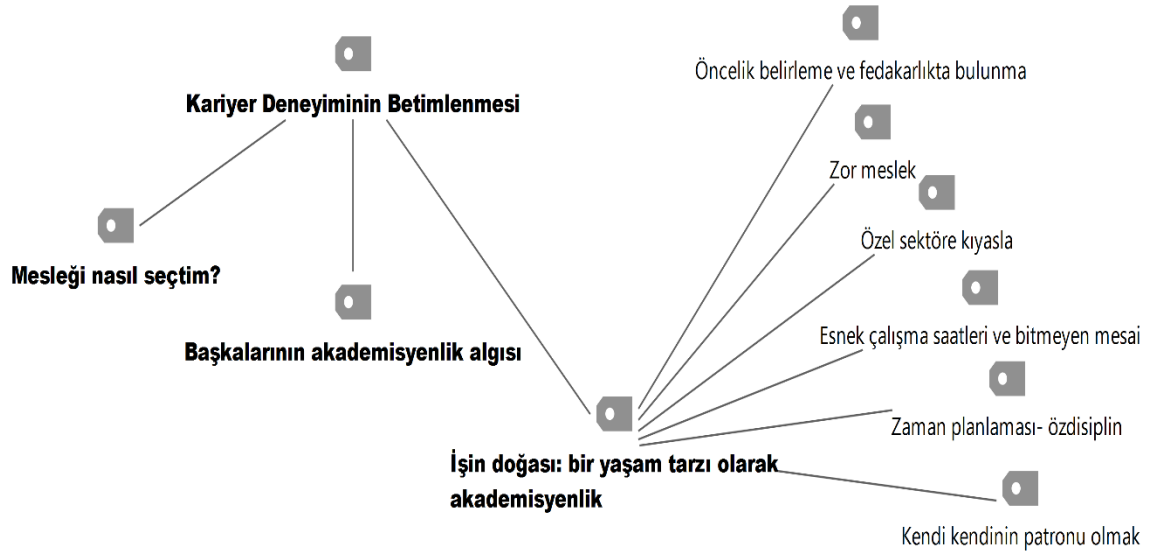 Kariyer Deneyiminin Betimlenmesi
Mesleği nasıl seçtim?
Başkalarının akademisyenlik algısı
İşin doğası: bir yaşam tarzı olarak
akademisyenlik
Öncelik belirleme ve fedakarlıkta bulunma
Zor meslek
Özel sektöre kıyasla
Esnek çalışma saatleri ve bitmeyen mesai
Zaman planlaması- özdisiplin
Kendi kendinin patronu olmak